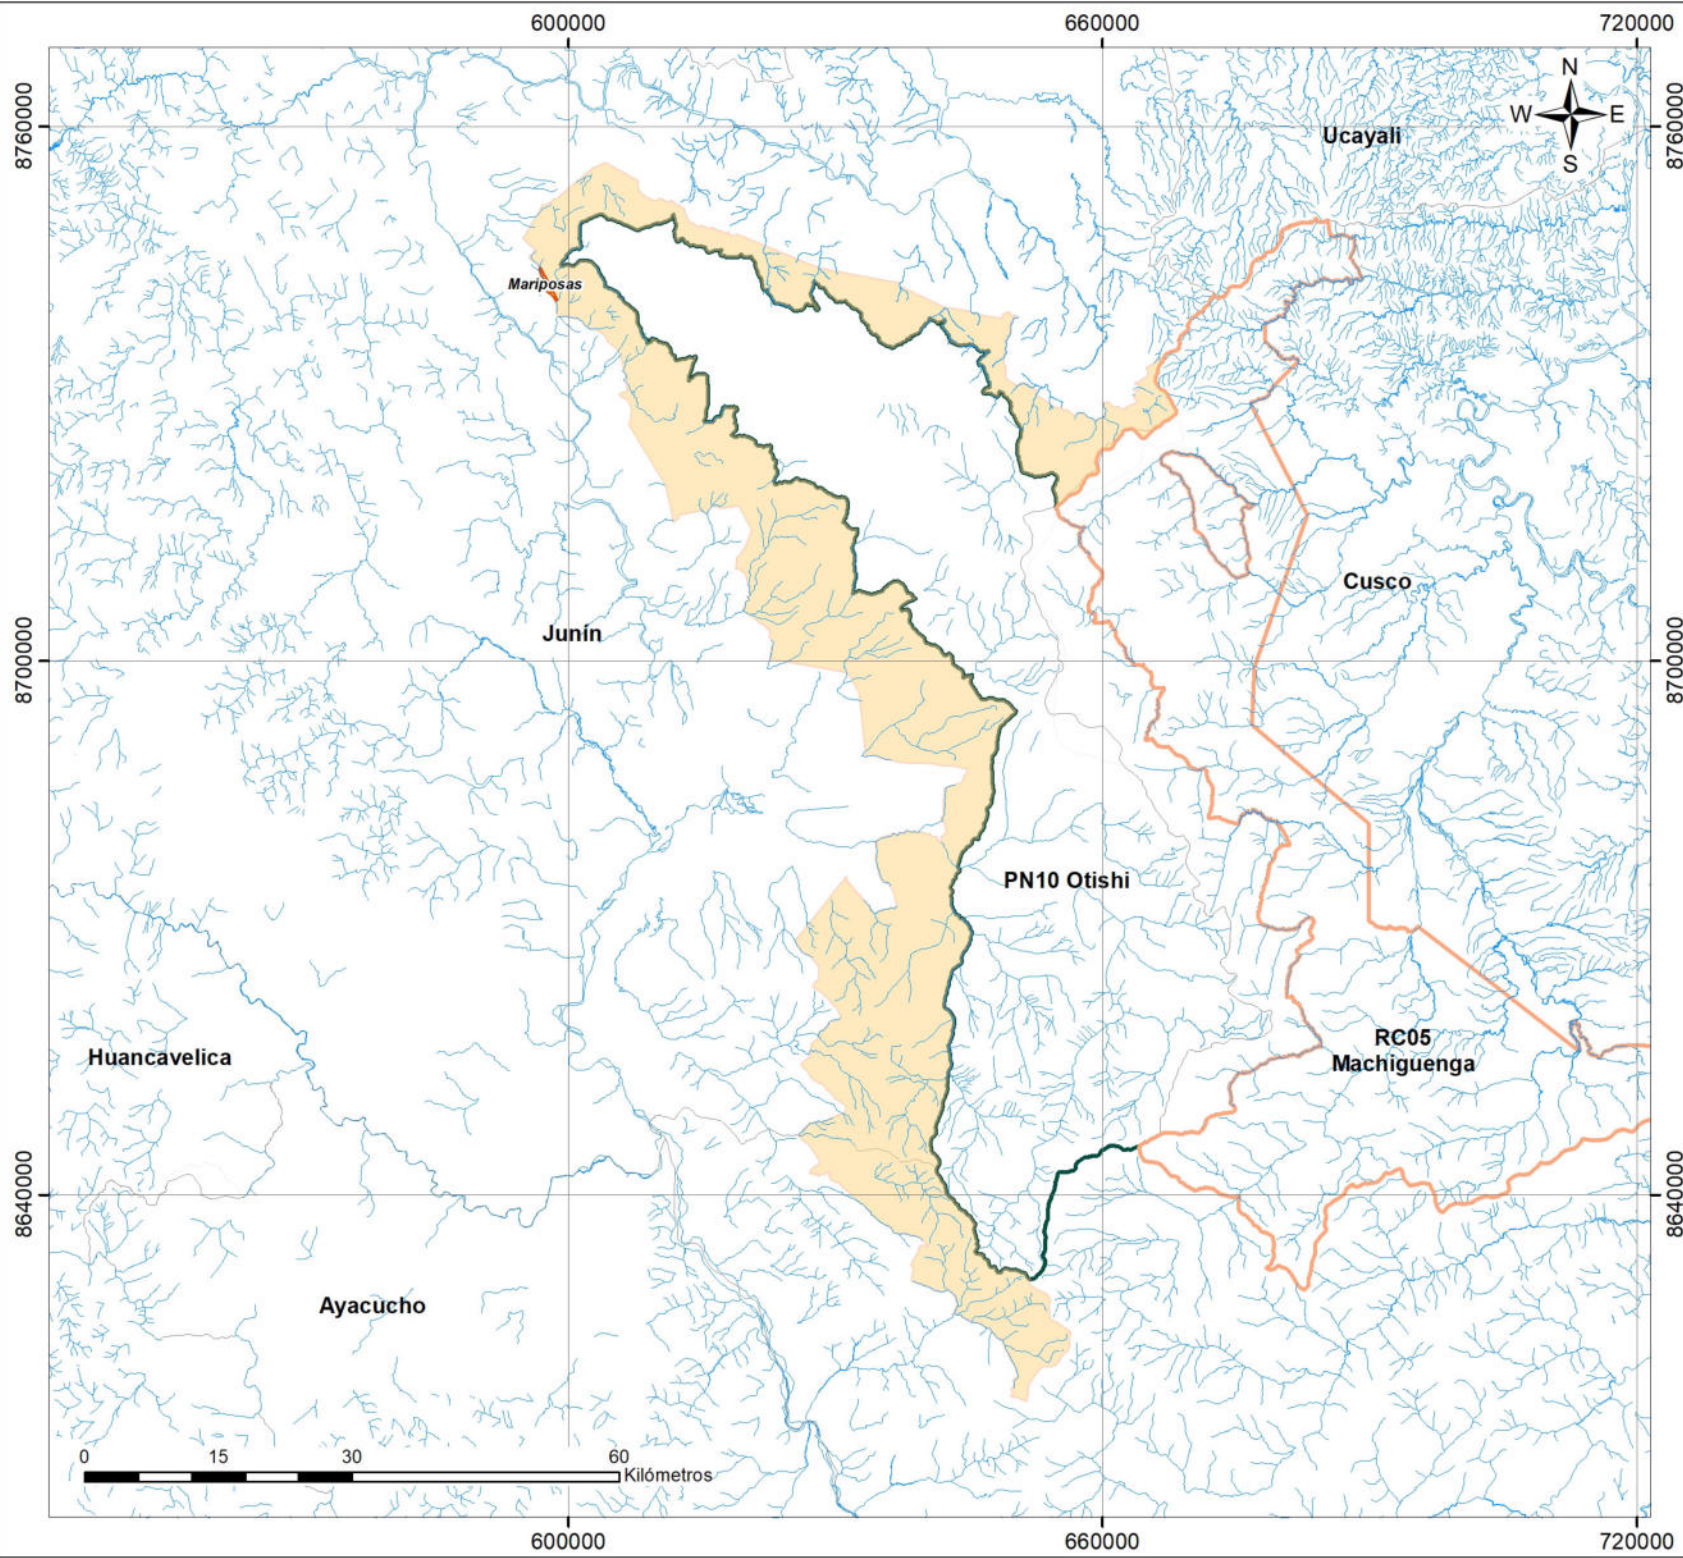 600000 660000 720000
N
W E
S
8760000 8760000
Ucayali
Mariposas
Cusco
Junín
8700000 8700000
PN10 Otishi
RC05
Machiguenga
Huancavelica
8640000 8640000
Ayacucho
0 15 30 60
Kilómetros
600000 660000 720000